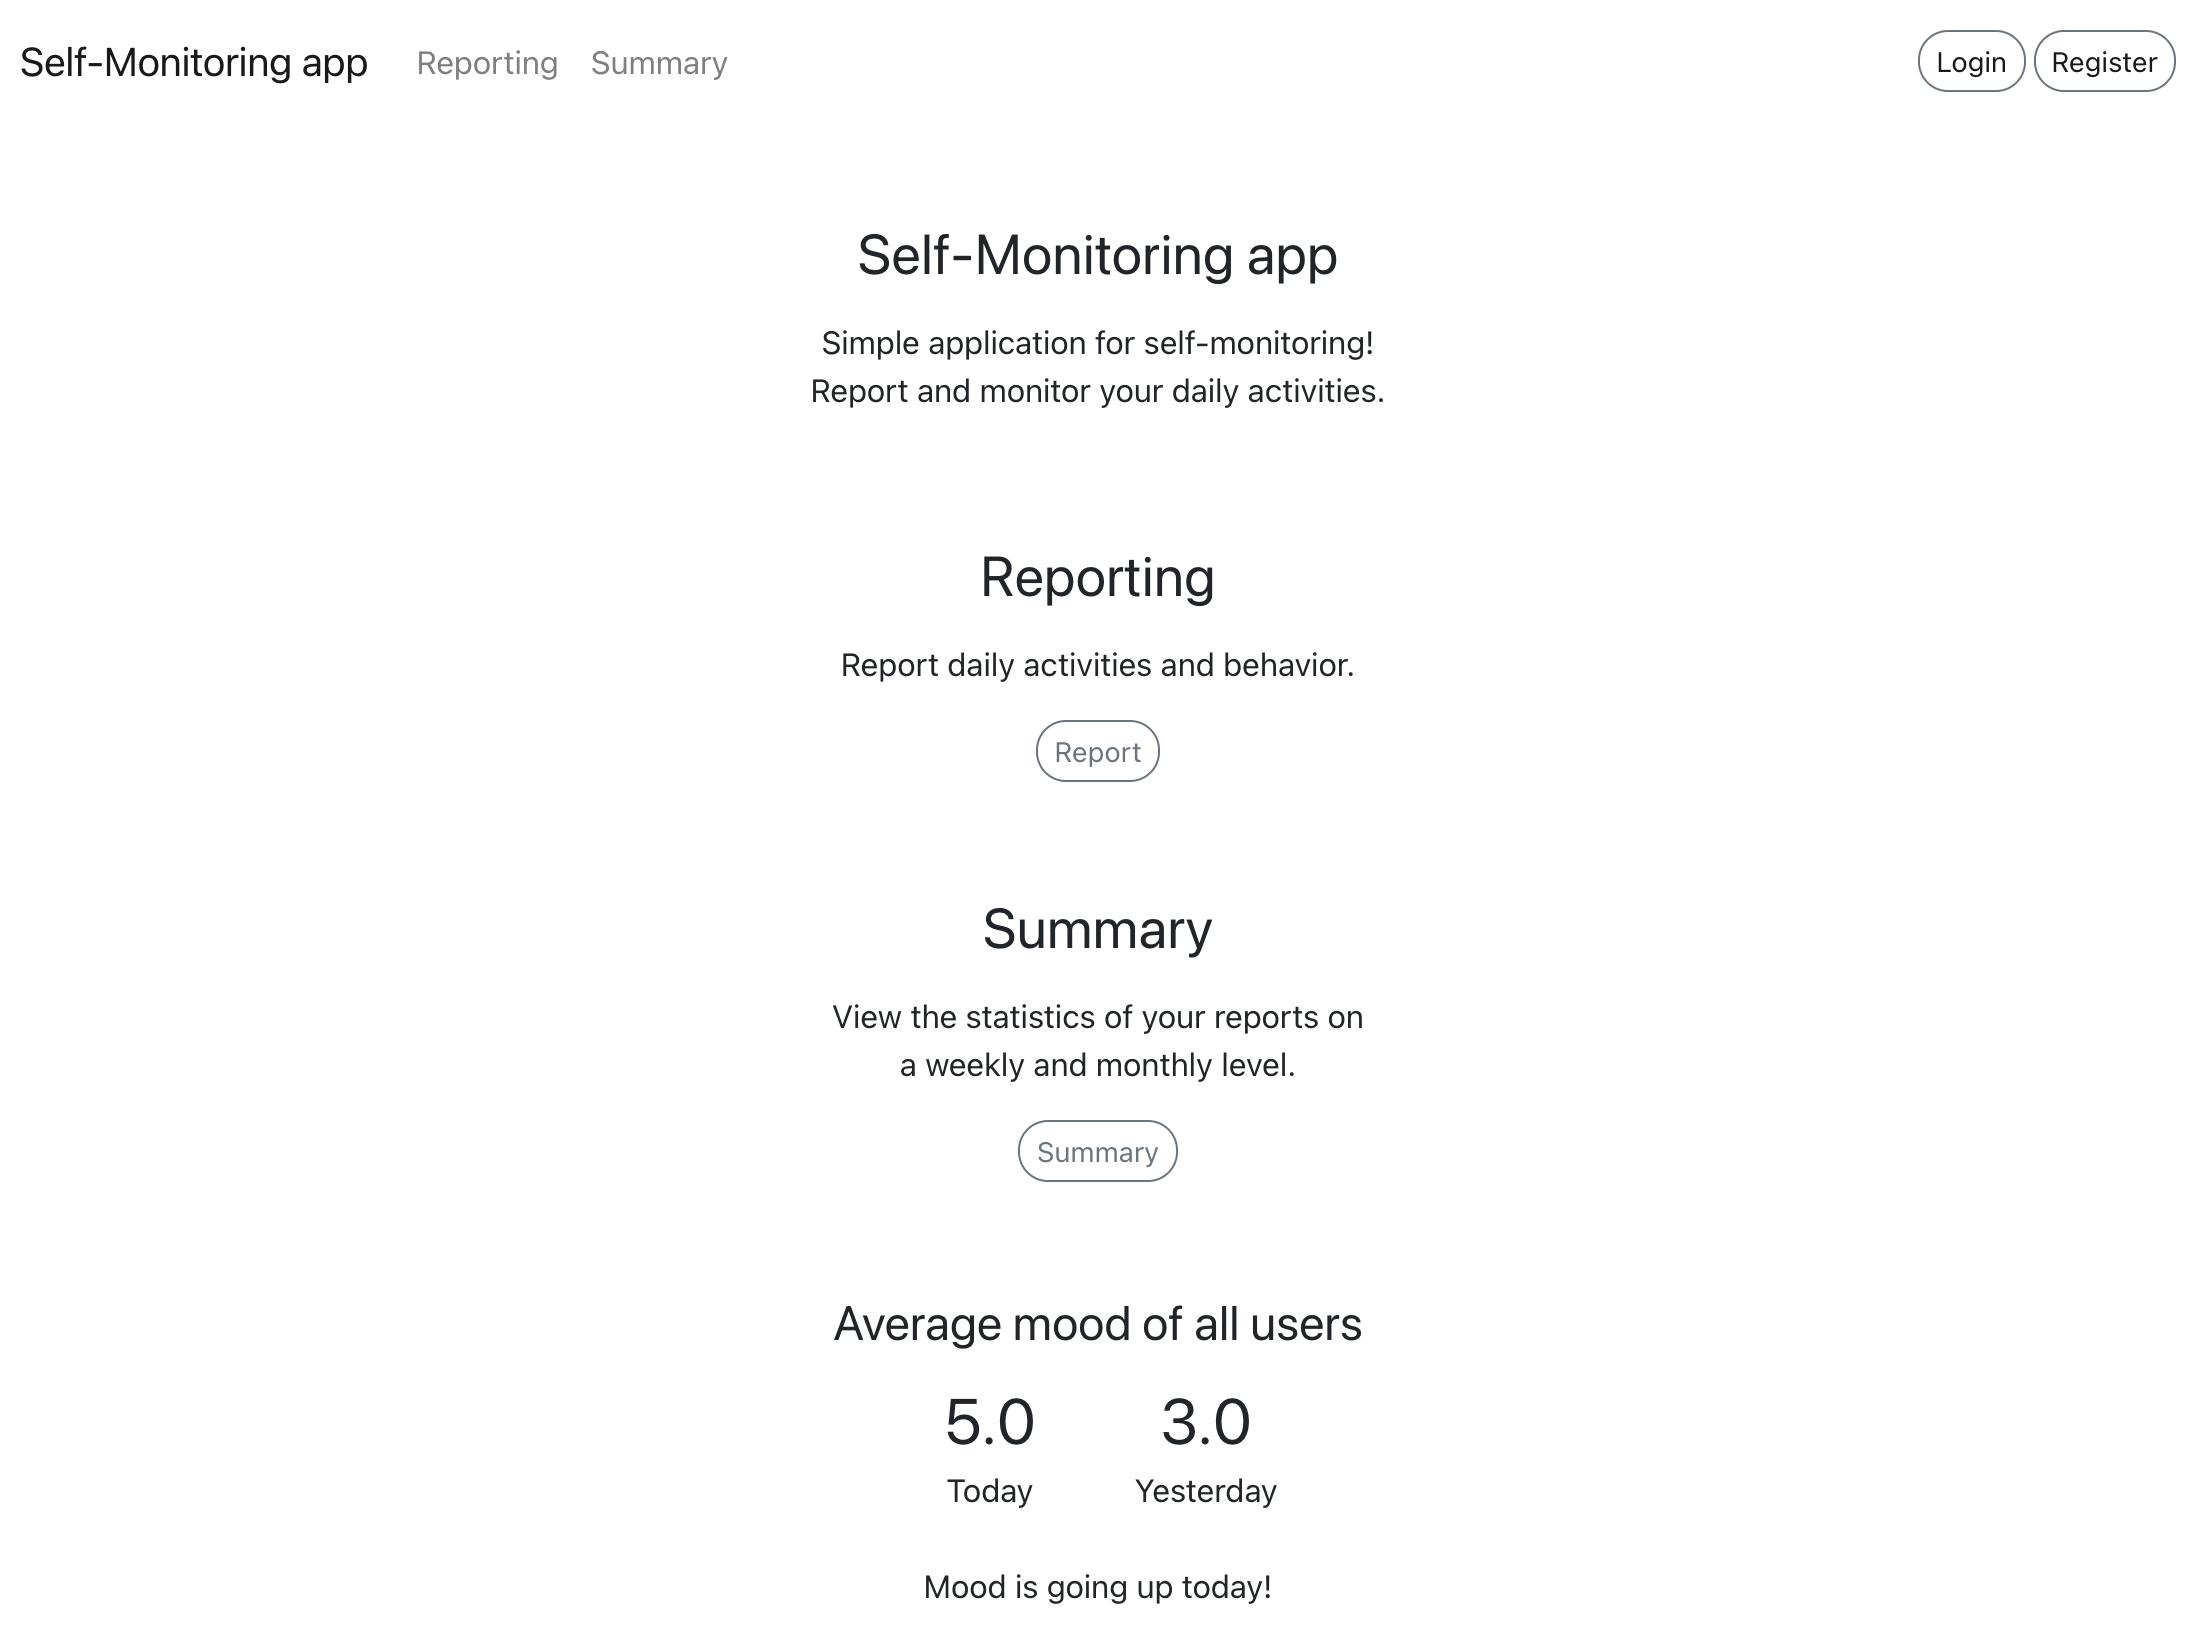 Self-Monitoring app Reporting Summary Login Register
Self-Monitoring app
Simple application for self-monitoring!
Report and monitor your daily activities.
Reporting
Report daily activities and behavior.
Report
Summary
View the statistics of your reports on
a weekly and monthly level.
Summary
Average mood of all users
5.0 3.0
Today Yesterday
Mood is going up today!